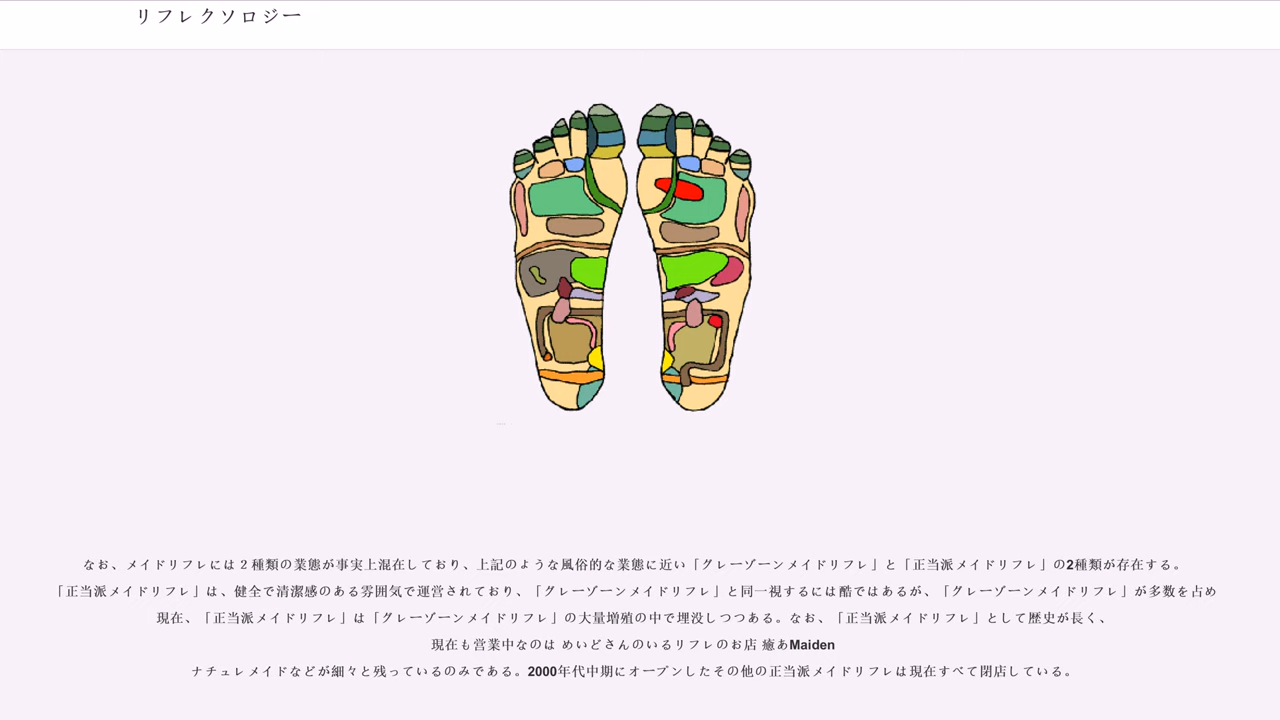 リフレクソロジー
なお、メイドリフレには２種類の業態が事実上混在しており、上記のような風俗的な業態に近い「グレーゾーンメイドリフレ」と「正当派メイドリフレ」の2種類が存在する。
「正当派メイドリフレ」は、健全で清潔感のある雰囲気で運営されており、「グレーゾーンメイドリフレ」と同一視するには酷ではあるが、「グレーゾーンメイドリフレ」が多数を占め
現在、「正当派メイドリフレ」は「グレーゾーンメイドリフレ」の大量増殖の中で埋没しつつある。なお、「正当派メイドリフレ」として歴史が長く、
現在も営業中なのは めいどさんのいるリフレのお店 癒あMaiden
ナチュレメイドなどが細々と残っているのみである。2000年代中期にオープンしたその他の正当派メイドリフレは現在すべて閉店している。